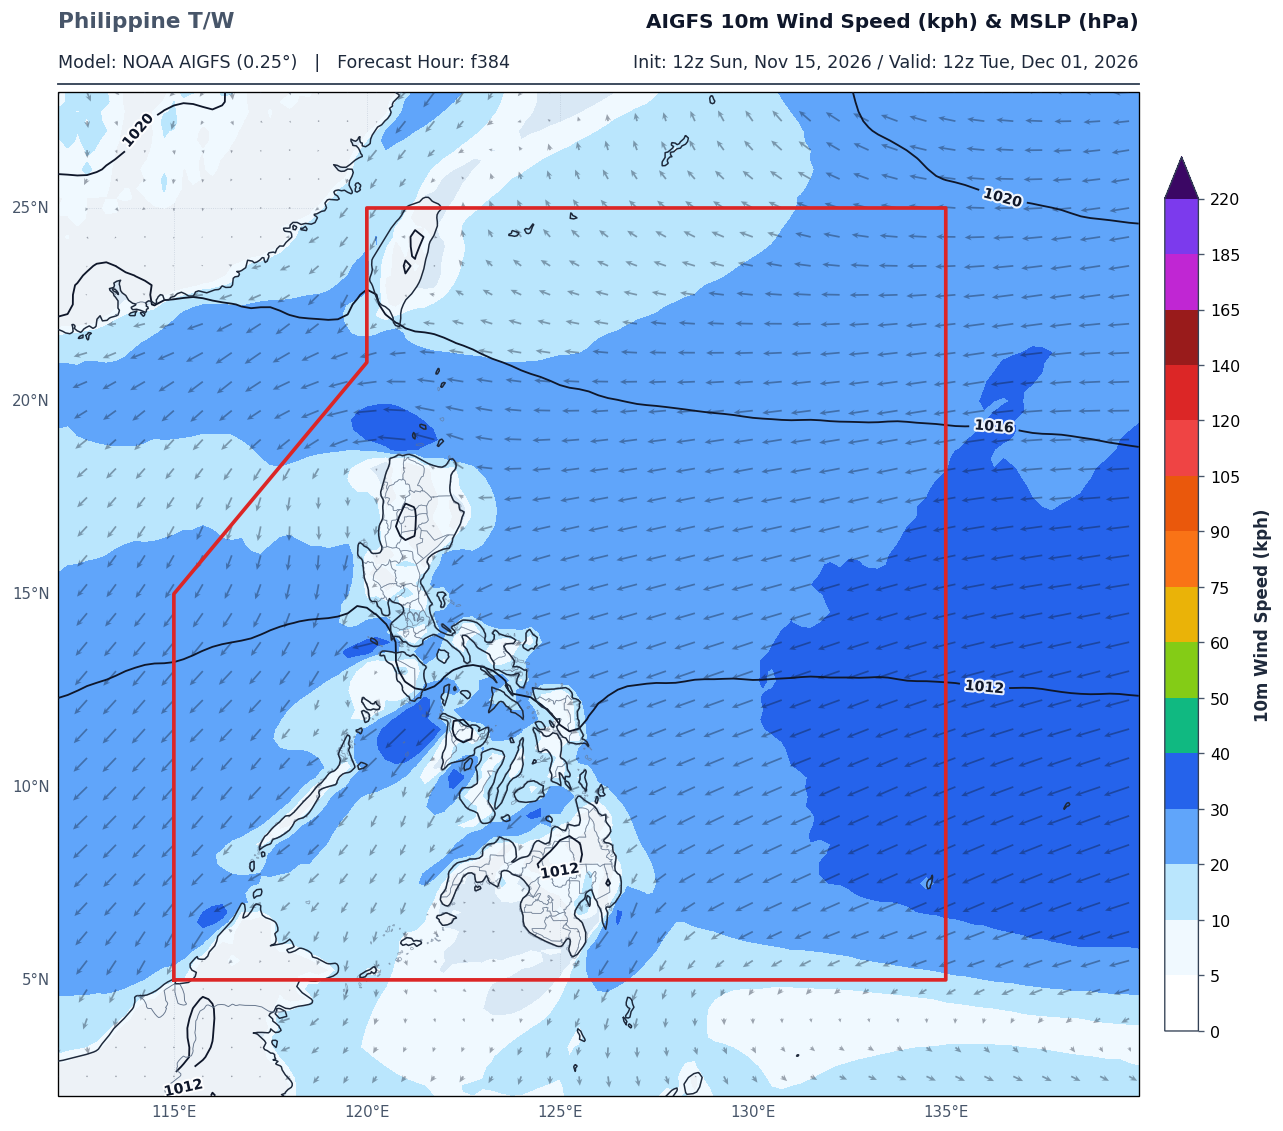 Philippine T/W
AIGFS 10m Wind Speed (kph) & MSLP (hPa)
Model: NOAA AIGFS (0.25°) | Forecast Hour: f384
Init: 12z Sun, Nov 15, 2026 / Valid: 12z Tue, Dec 01, 2026
1020
1020
1016
1012
1012
1012
25°N
20°N
15°N
10°N
5°N
115°E
120°E
125°E
130°E
135°E
220
185
165
140
120
105
90
75
60
50
40
30
20
10
5
0
10m Wind Speed (kph)